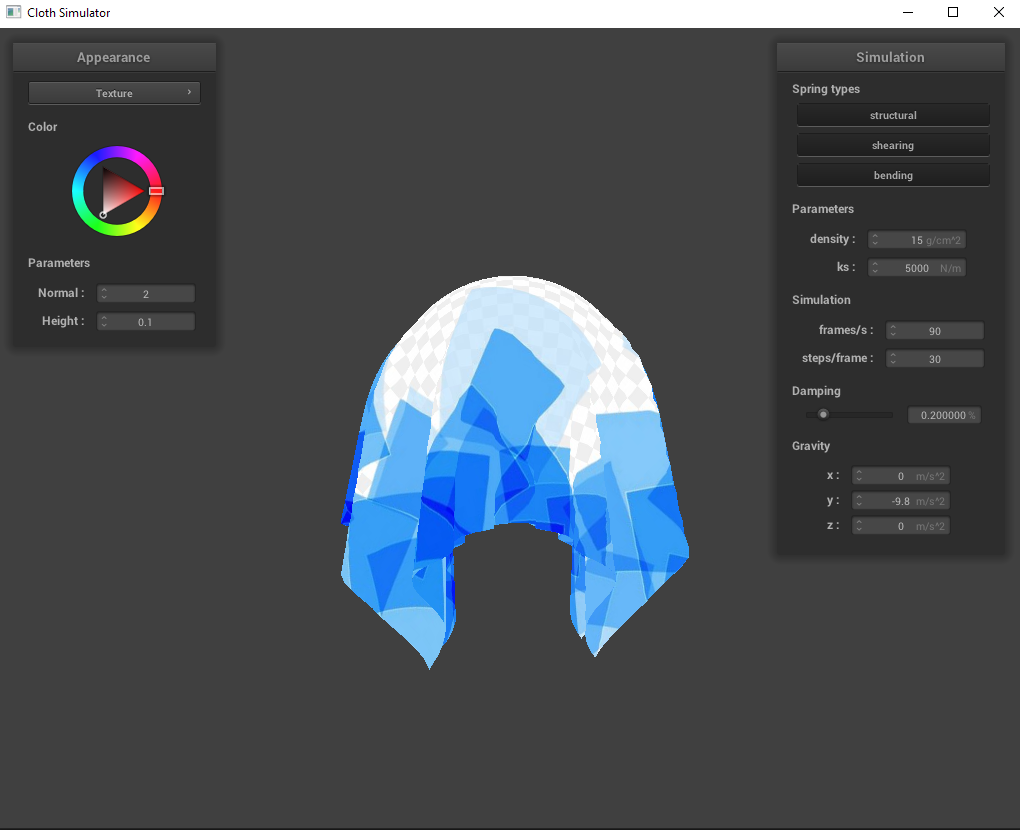 Cloth Simulator
Appearance
Texture
Color
Parameters
Normal : 2
Height : 0.1
Simulation
Spring types
structural
shearing
bending
Parameters
density : 15 g/cm^2
ks : 5000 N/m
Simulation
frames/s : 90
steps/frame : 30
Damping
0.200000 %
Gravity
x : 0 m/s^2
y : -9.8 m/s^2
z : 0 m/s^2